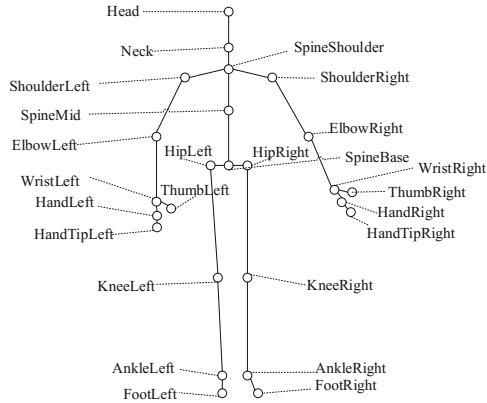 Head
Neck
SpineShoulder
ShoulderLeft
ShoulderRight
SpineMid
ElbowLeft
ElbowRight
HipLeft
HipRight
SpineBase
WristLeft
WristRight
ThumbLeft
ThumbRight
HandLeft
HandRight
HandTipLeft
HandTipRight
KneeLeft
KneeRight
AnkleLeft
AnkleRight
FootLeft
FootRight